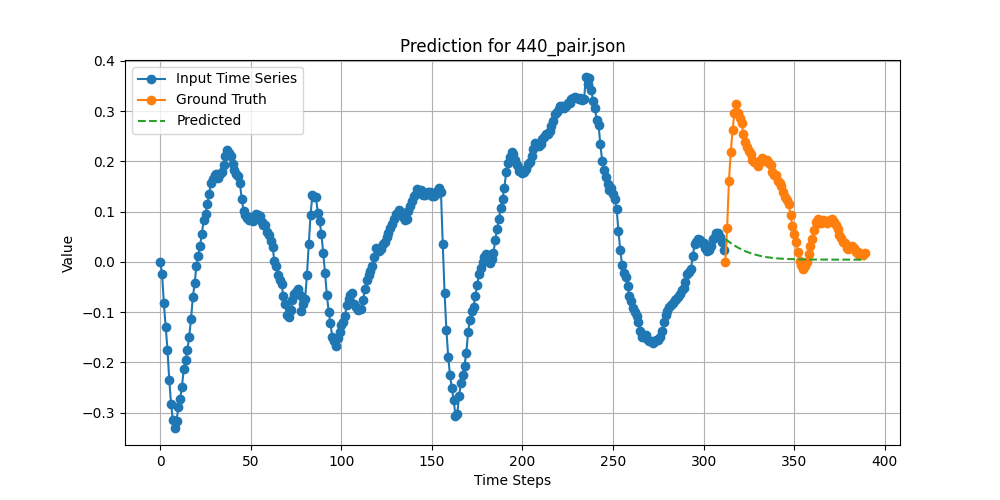 Prediction for 440_pair.json
Input Time Series
Ground Truth
Predicted
Value
0.4
0.3
0.2
0.1
0.0
−0.1
−0.2
−0.3
0 50 100 150 200 250 300 350 400
Time Steps